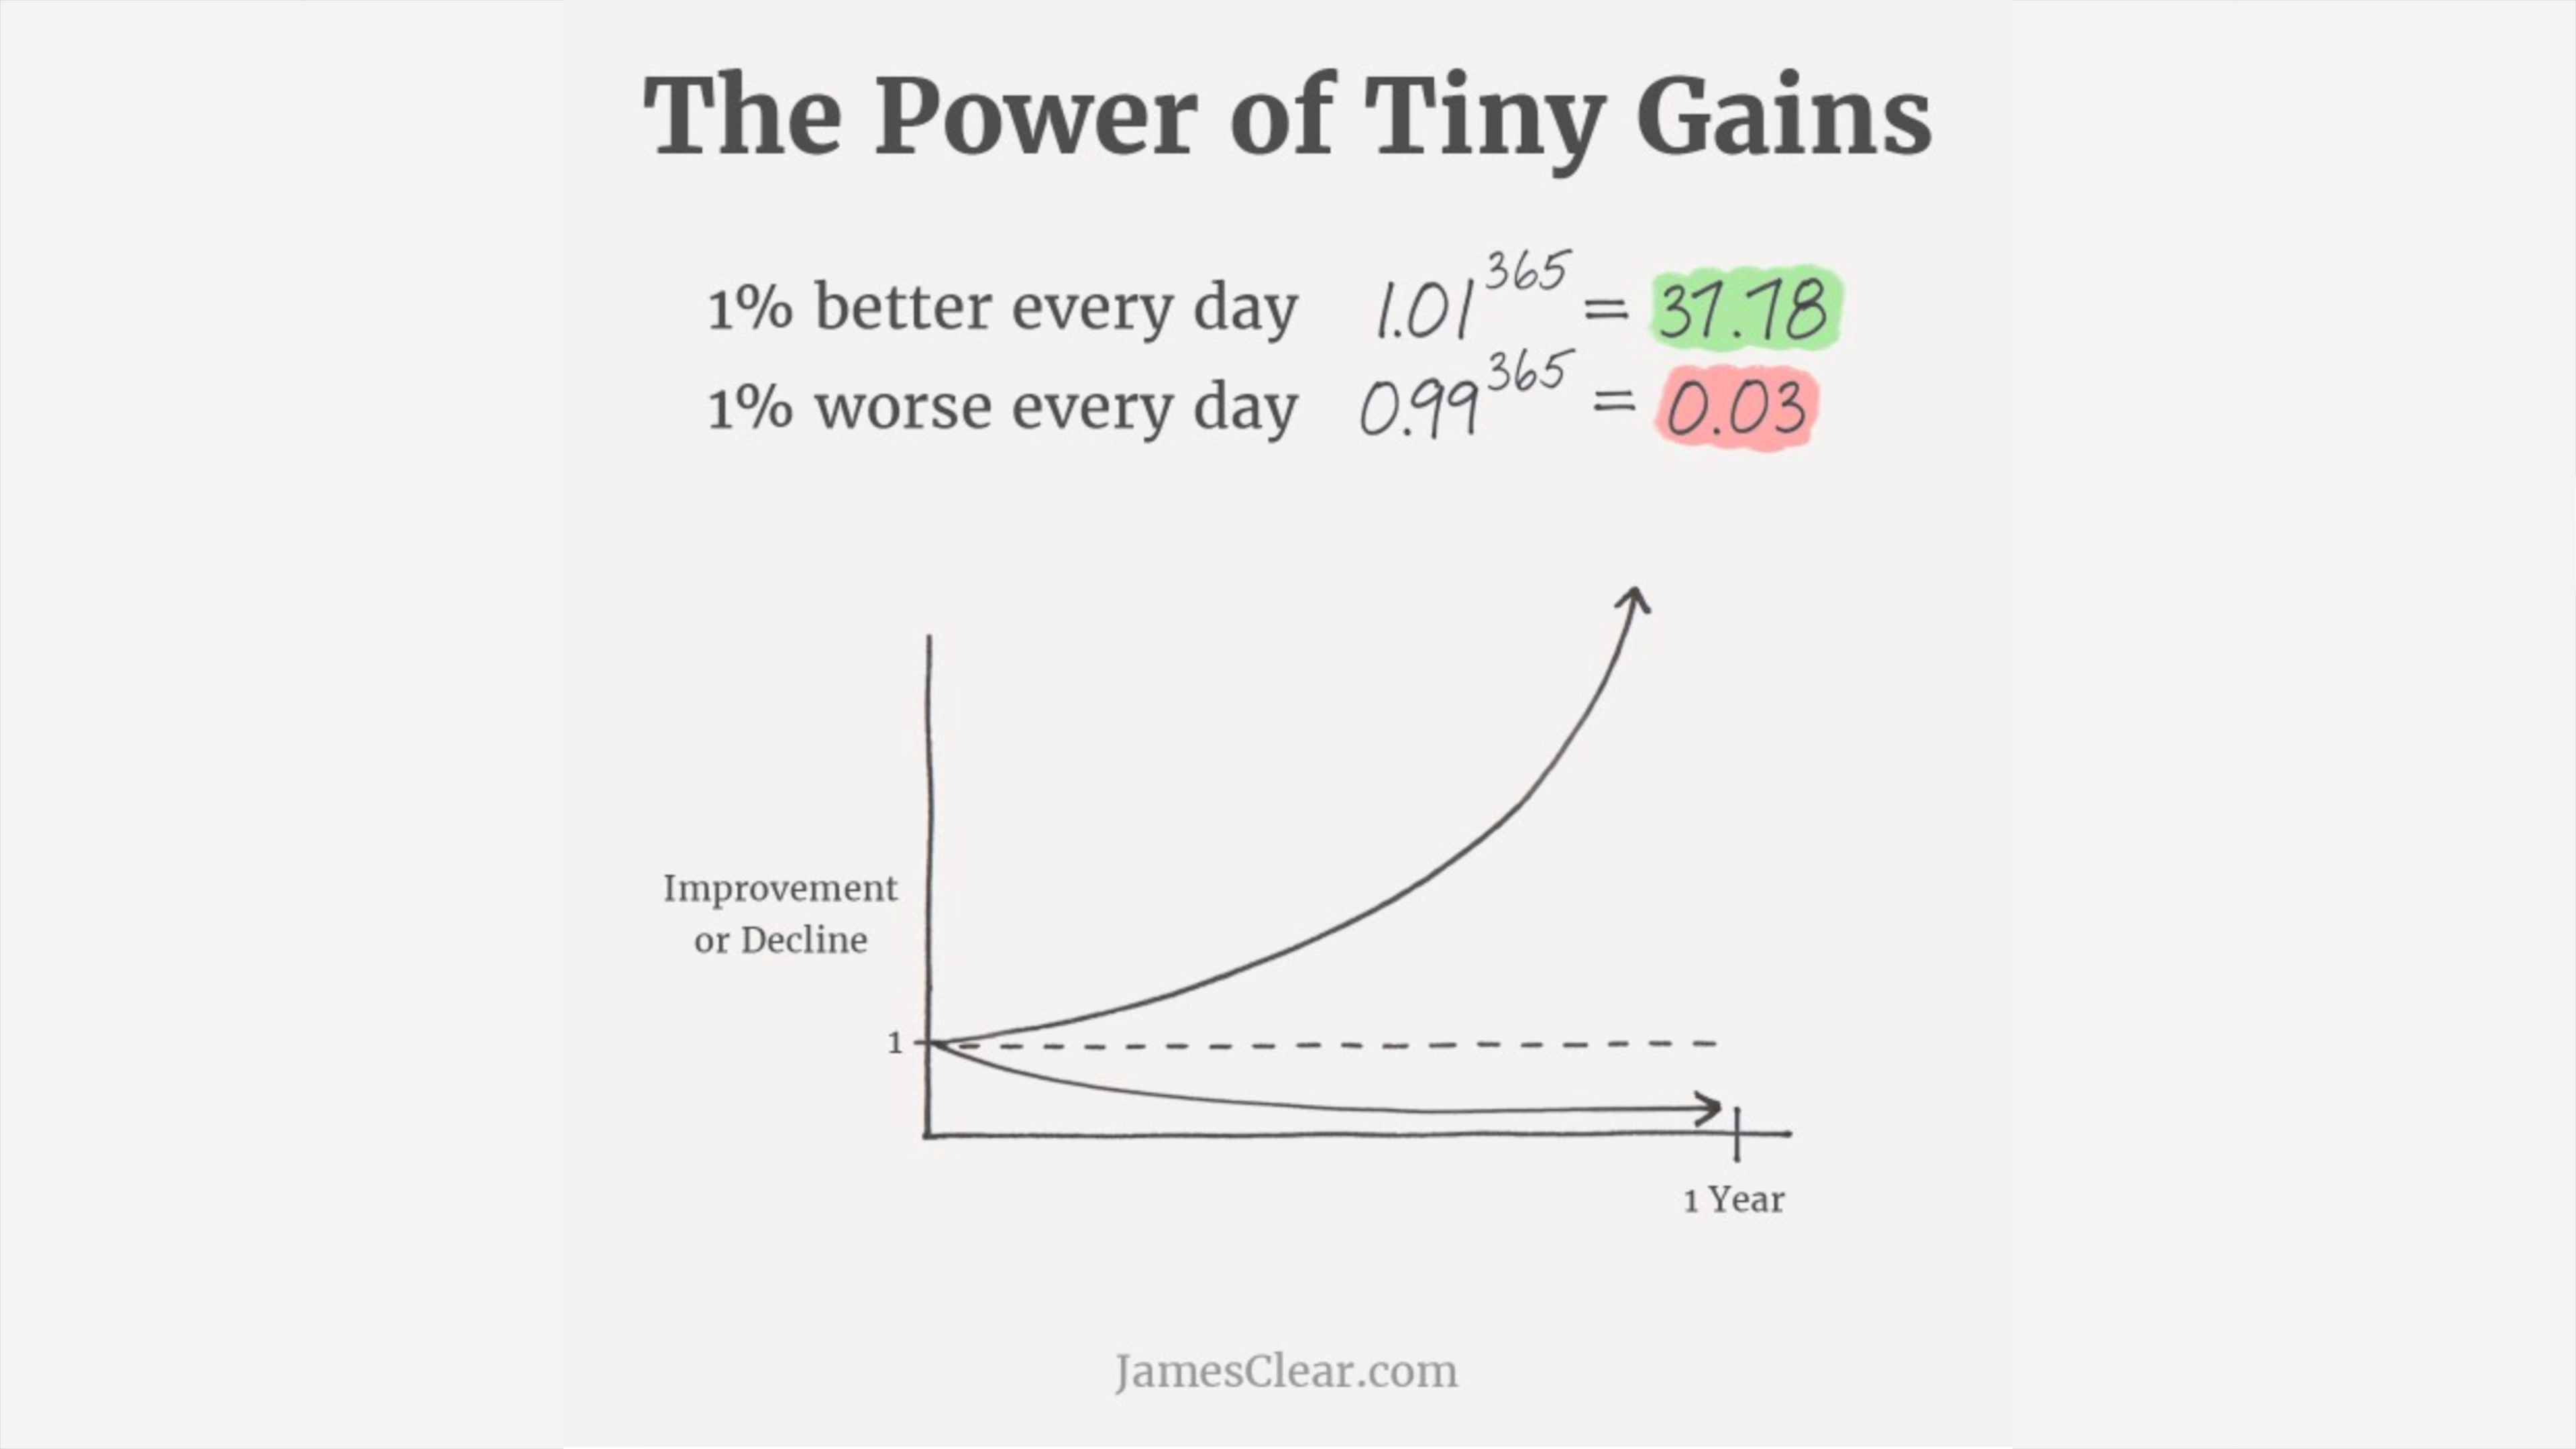 The Power of Tiny Gains
1% better every day 1.01^365 = 37.78
1% worse every day 0.99^365 = 0.03
Improvement
or Decline
1
1 Year
JamesClear.com